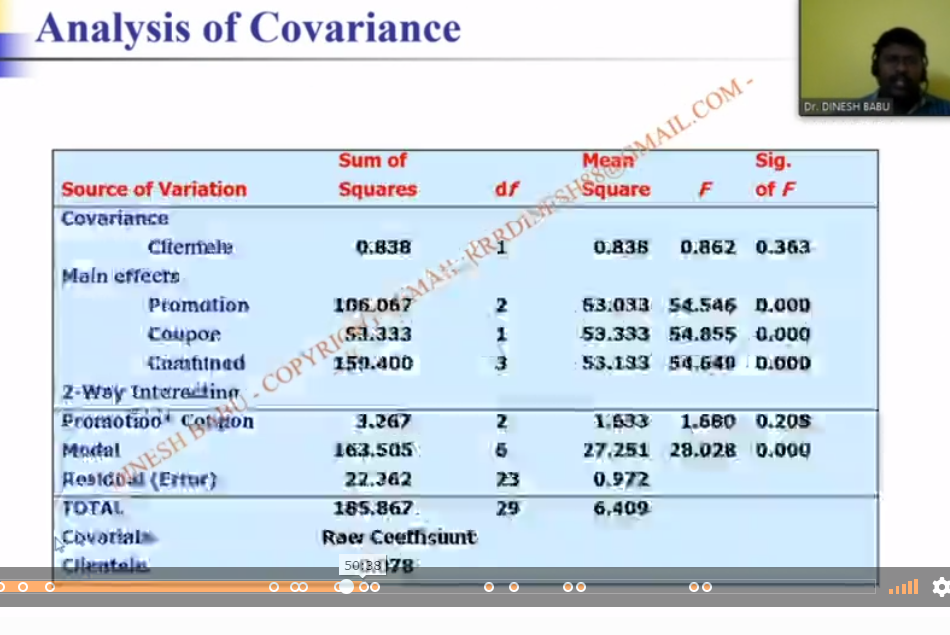 Analysis of Covariance
Dr. DINESH BABU
Sum of Mean Sig.
Source of Variation Squares df Square F of F
Covariance
Clientele 0.838 1 0.838 0.862 0.363
Main effects
Promotion 106.067 2 53.033 54.546 0.000
Coupon 53.333 1 53.333 54.855 0.000
Combined 159.400 3 53.133 54.649 0.000
2-Way Interaction
Promotion* Coupon 3.267 2 1.633 1.680 0.208
Model 163.505 6 27.251 28.028 0.000
Residual (Error) 22.362 23 0.972
TOTAL 185.867 29 6.409
Covariate Raw Coefficient
Clientele 078
DINESH BABU - COPYRIGHT - GMAIL -KRRDINESH88@GMAIL.COM -
50:38